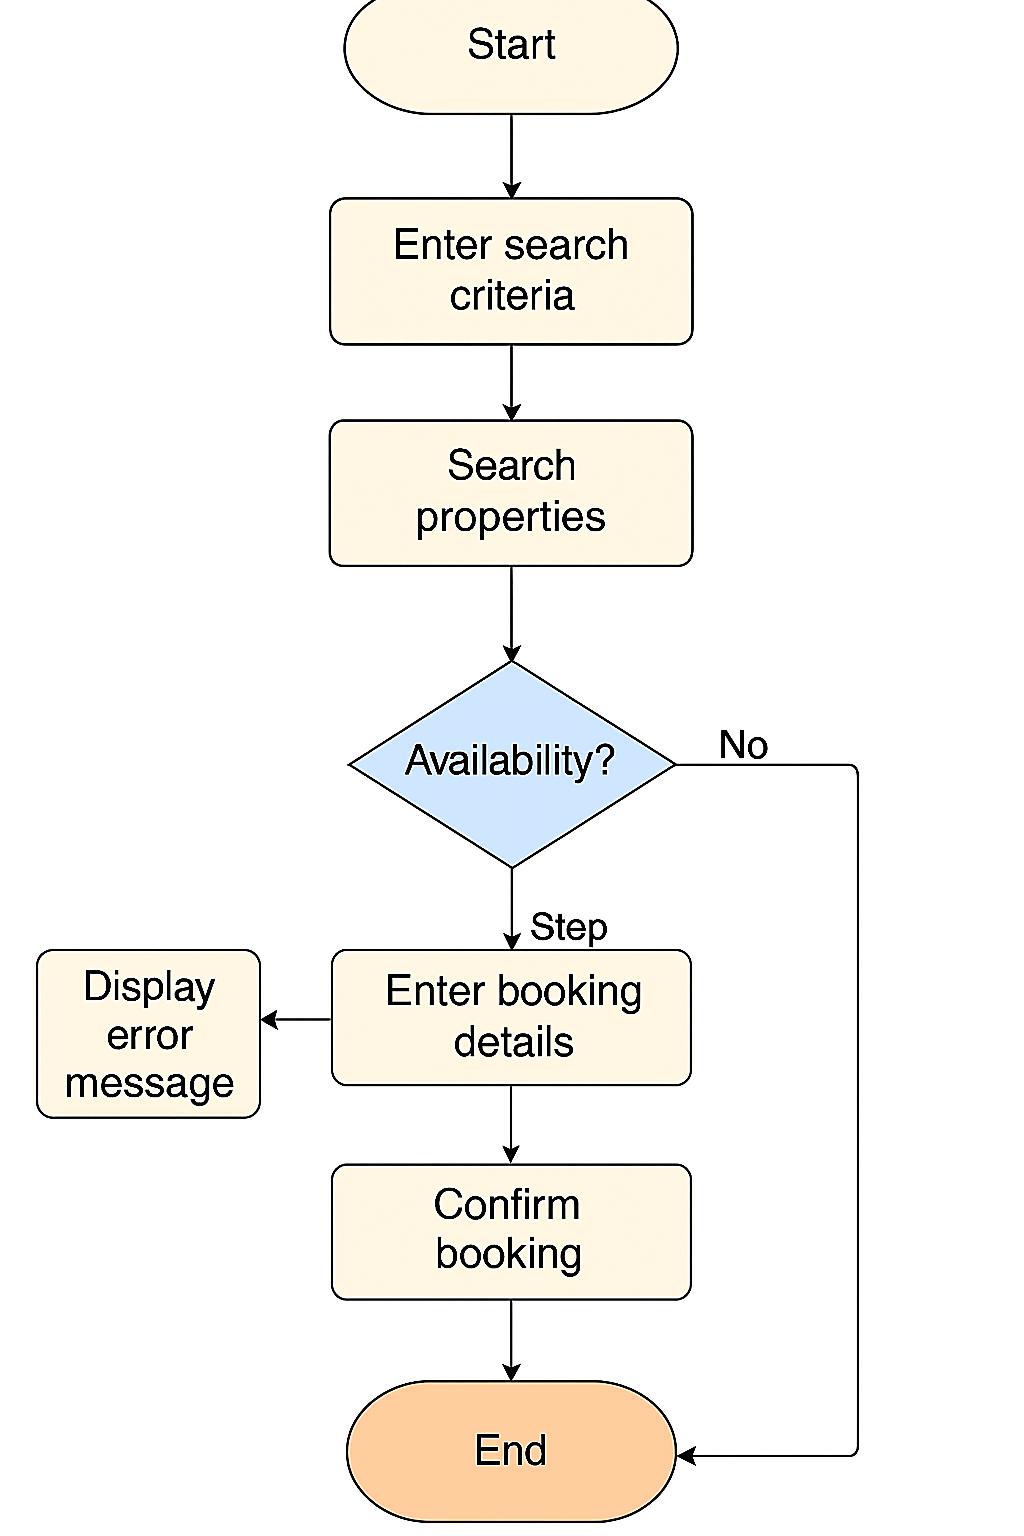 Start
Enter search
criteria
Search
properties
Availability?
No
Step
Display
error
message
Enter booking
details
Confirm
booking
End